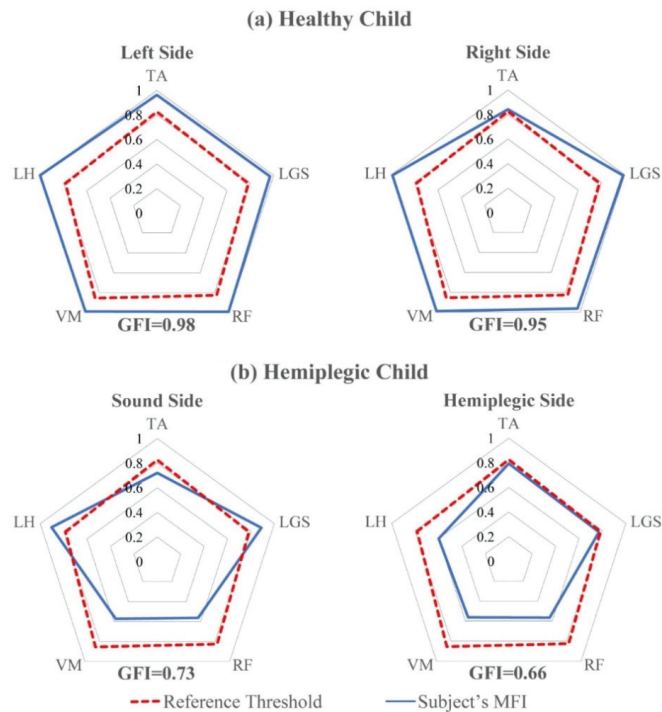 (a) Healthy Child
Left Side
Right Side
TA
TA
1
1
0.8
0.8
0.6
0.6
LH
LGS
LH
LGS
0.4
0.4
0.2
0.2
0
0
VM
RF
VM
RF
GFI=0.98
GFI=0.95
(b) Hemiplegic Child
Sound Side
Hemiplegic Side
TA
TA
1
1
0.8
0.8
0.6
0.6
LH
LGS
LH
LGS
0.4
0.4
0.2
0.2
0
0
VM
RF
VM
RF
GFI=0.73
GFI=0.66
Reference Threshold
Subject's MFI